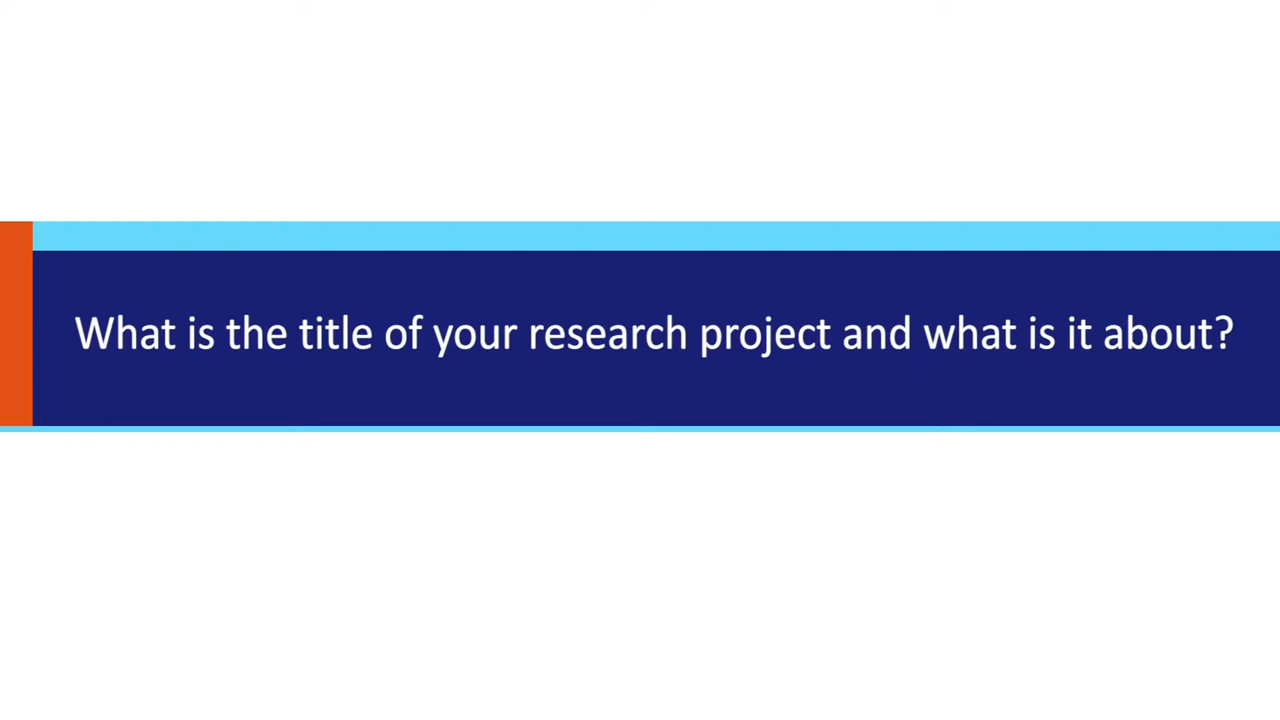 What is the title of your research project and what is it about?